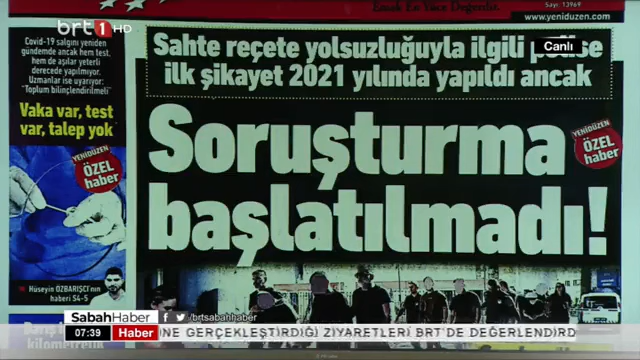 brt1 HD
Emek En Yüce Değerdir.
Sayı: 13969
www.yeniduzen.com
Canlı
Covid-19 salgını yeniden
gündemde ancak hem test,
hem de aşılar yeterli
derecede yapılmıyor.
Uzmanlar ise uyarıyor:
"Toplum bilinçlendirilmeli"
Vaka var, test
var, talep yok
YENİDÜZEN
ÖZEL
haber
Hüseyin ÖZBARIŞCI'nın
haberi S4-5
Sahte reçete yolsuzluğuyla ilgili
ilk şikayet 2021 yılında yapıldı ancak
Soruşturma
başlatılmadı!
YENİDÜZEN
ÖZEL
haber
SabahHaber
/brtsabahhaber
07:39
Haber
İNE GERÇEKLEŞTİRDİĞİ ZİYARETLERİ BRT'DE DEĞERLENDİRD